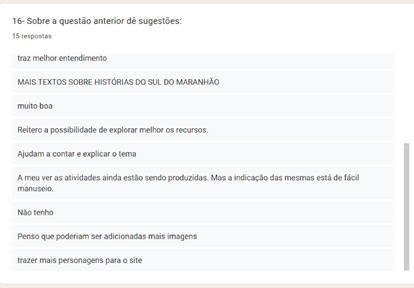 16- Sobre a questão anterior dê sugestões:
15 respostas
traz melhor entendimento
MAIS TEXTOS SOBRE HISTÓRIAS DO SUL DO MARANHÃO
muito boa
Reitero a possibilidade de explorar melhor os recursos.
Ajudam a contar e explicar o tema
A meu ver as atividades ainda estão sendo produzidas. Mas a indicação das mesmas está de fácil
manuseio.
Não tenho
Penso que poderiam ser adicionadas mais imagens
trazer mais personagens para o site